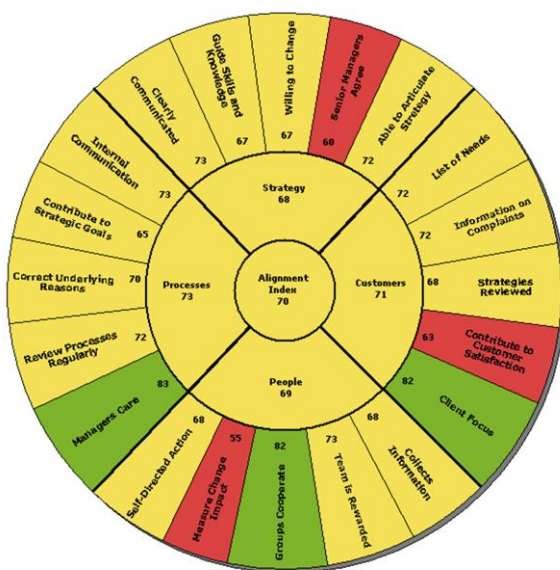 Clearly
Communicated
73
Guide Skills and
Knowledge
67
Willing to Change
67
Senior Managers
Agree
60
Able to Articulate
Stretegy
72
List of Needs
72
Information on
Complaints
72
Strategies
Reviewed
68
Contribute to
Customer
Satisfaction
63
Client Focus
82
Collects
Information
68
Team is Rewarded
73
Groups Cooperate
82
Measure Change
Impact
55
Self-Directed Action
68
Managers Care
83
Review Processes
Regularly
72
Correct Underlying
Reasons
70
Contribute to
Strategic Goals
65
Internal
Communication
73
Strategy
68
Processes
73
Alignment
Index
70
Customers
71
People
69